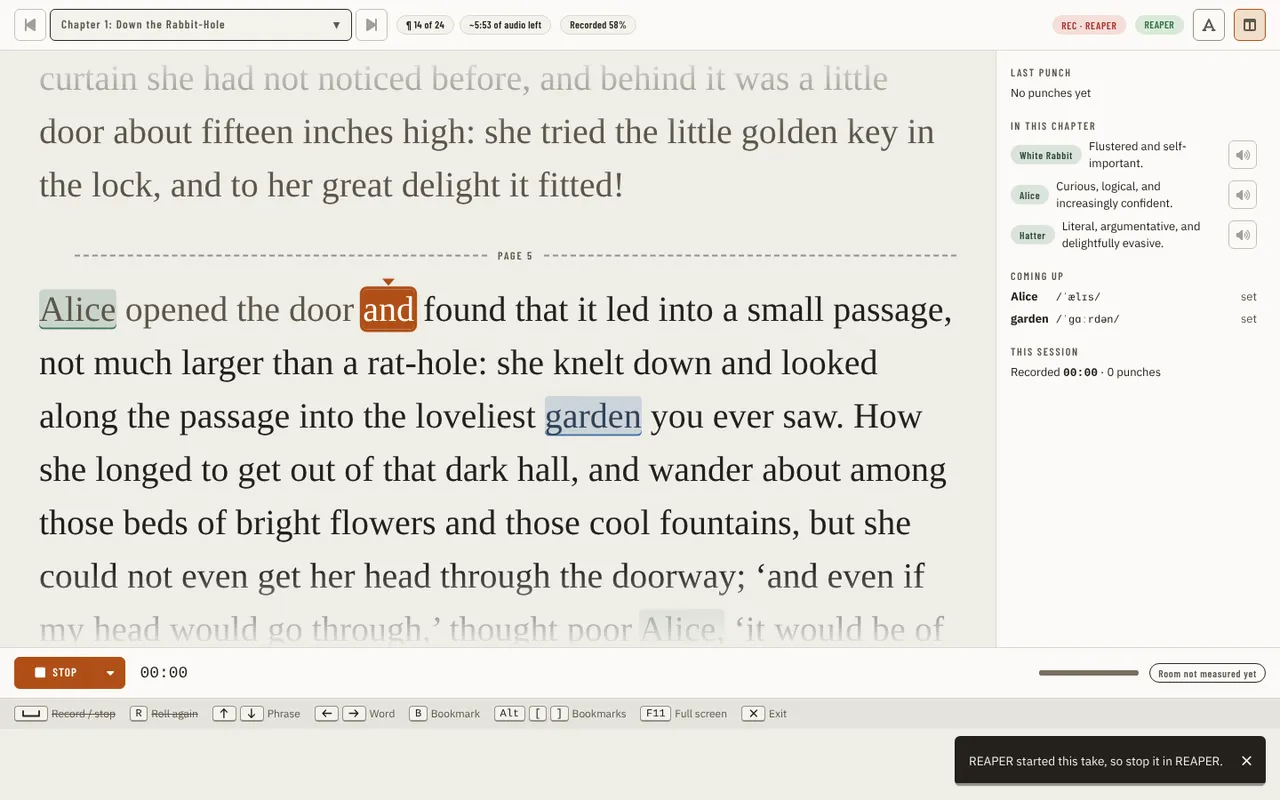 Chapter 1: Down the Rabbit-Hole ▼
¶ 14 of 24
~5:53 of audio left
Recorded 58%
REC · REAPER
REAPER
A
curtain she had not noticed before, and behind it was a little
door about fifteen inches high: she tried the little golden key in
the lock, and to her great delight it fitted!
PAGE 5
Alice opened the door and found that it led into a small passage,
not much larger than a rat-hole: she knelt down and looked
along the passage into the loveliest garden you ever saw. How
she longed to get out of that dark hall, and wander about among
those beds of bright flowers and those cool fountains, but she
could not even get her head through the doorway; ‘and even if
my head would go through,’ thought poor Alice, ‘it would be of
LAST PUNCH
No punches yet
IN THIS CHAPTER
White Rabbit
Flustered and self-
important.
Alice
Curious, logical, and
increasingly confident.
Hatter
Literal, argumentative, and
delightfully evasive.
COMING UP
Alice /ˈælɪs/ set
garden /ˈɡɑːrdən/ set
THIS SESSION
Recorded 00:00 · 0 punches
STOP
00:00
Room not measured yet
Record / stop
R Roll again
↑ ↓ Phrase
← → Word
B Bookmark
Alt [ ] Bookmarks
F11 Full screen
✕ Exit
REAPER started this take, so stop it in REAPER. ✕